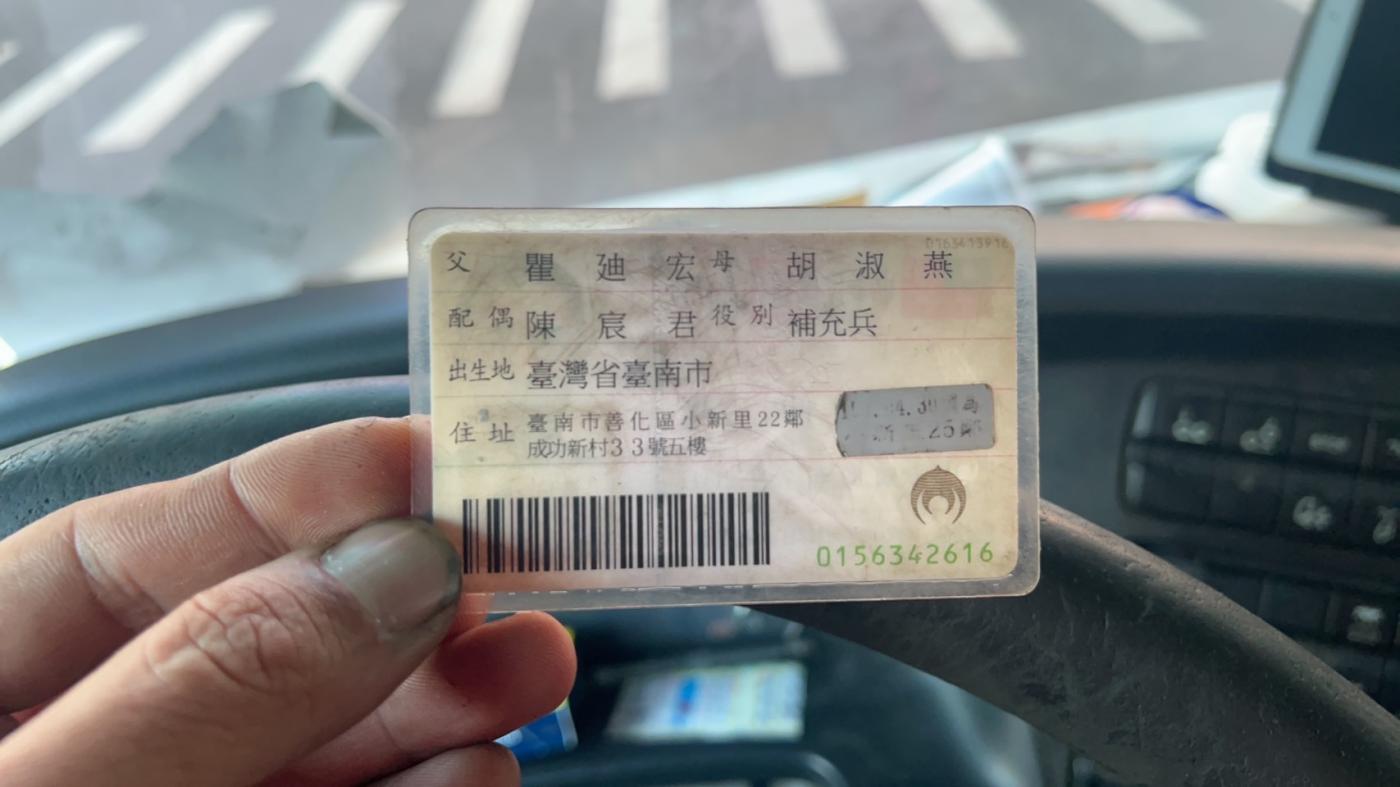 0163413916
父 瞿 廸 宏 母 胡 淑 燕
配 偶 陳 宸 君 役 別 補充兵
出生地 臺灣省臺南市
住 址 臺南市善化區小新里22鄰
成功新村33號五樓
0156342616